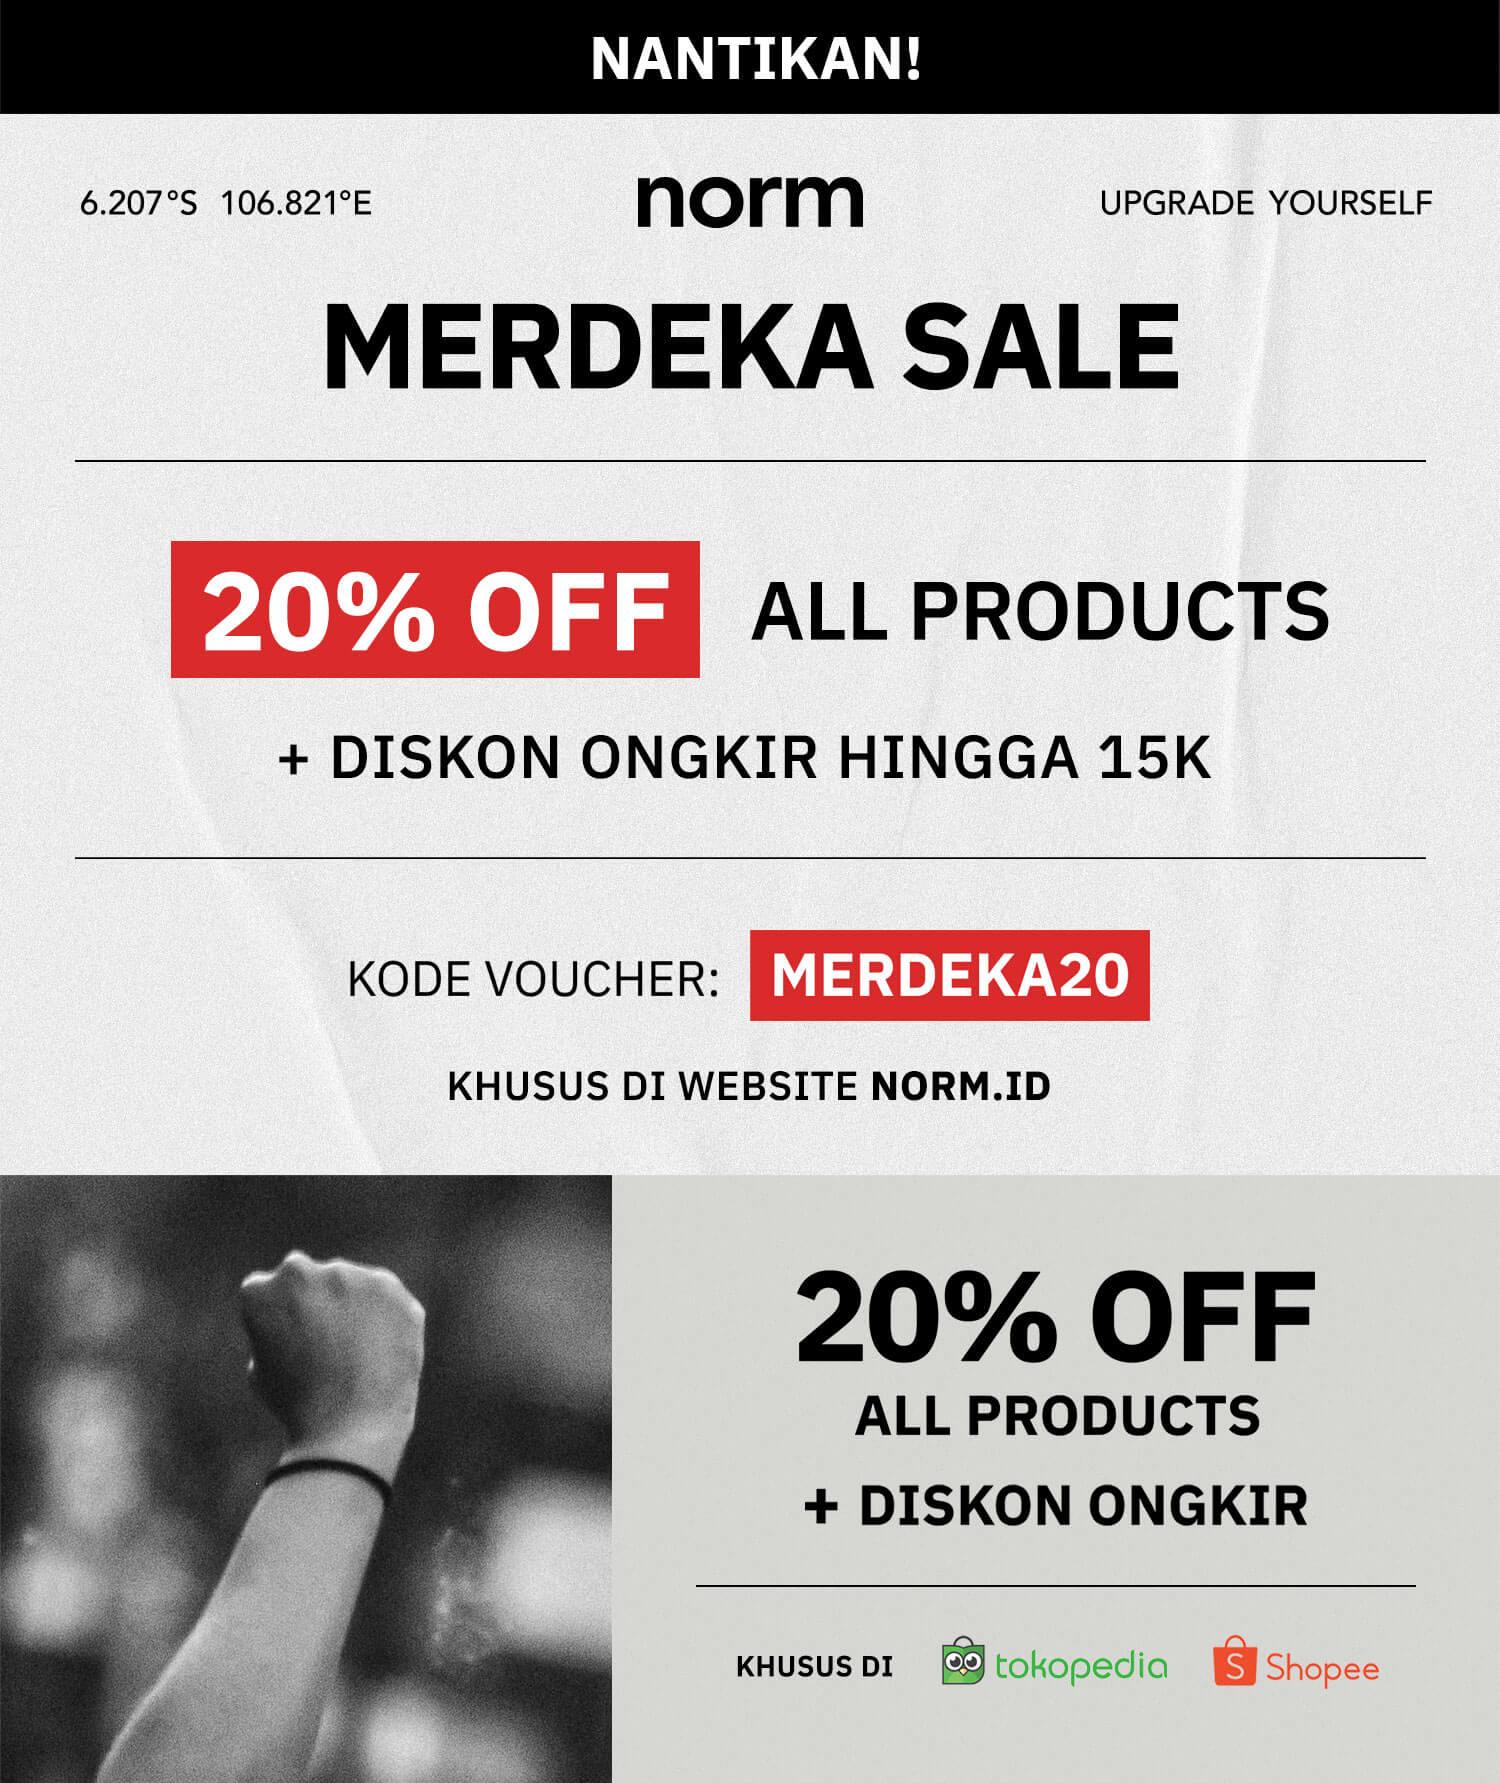 NANTIKAN!
6.207°S 106.821°E
norm
UPGRADE YOURSELF
MERDEKA SALE
20% OFF ALL PRODUCTS
+ DISKON ONGKIR HINGGA 15K
KODE VOUCHER: MERDEKA20
KHUSUS DI WEBSITE NORM.ID
20% OFF
ALL PRODUCTS
+ DISKON ONGKIR
KHUSUS DI tokopedia S Shopee